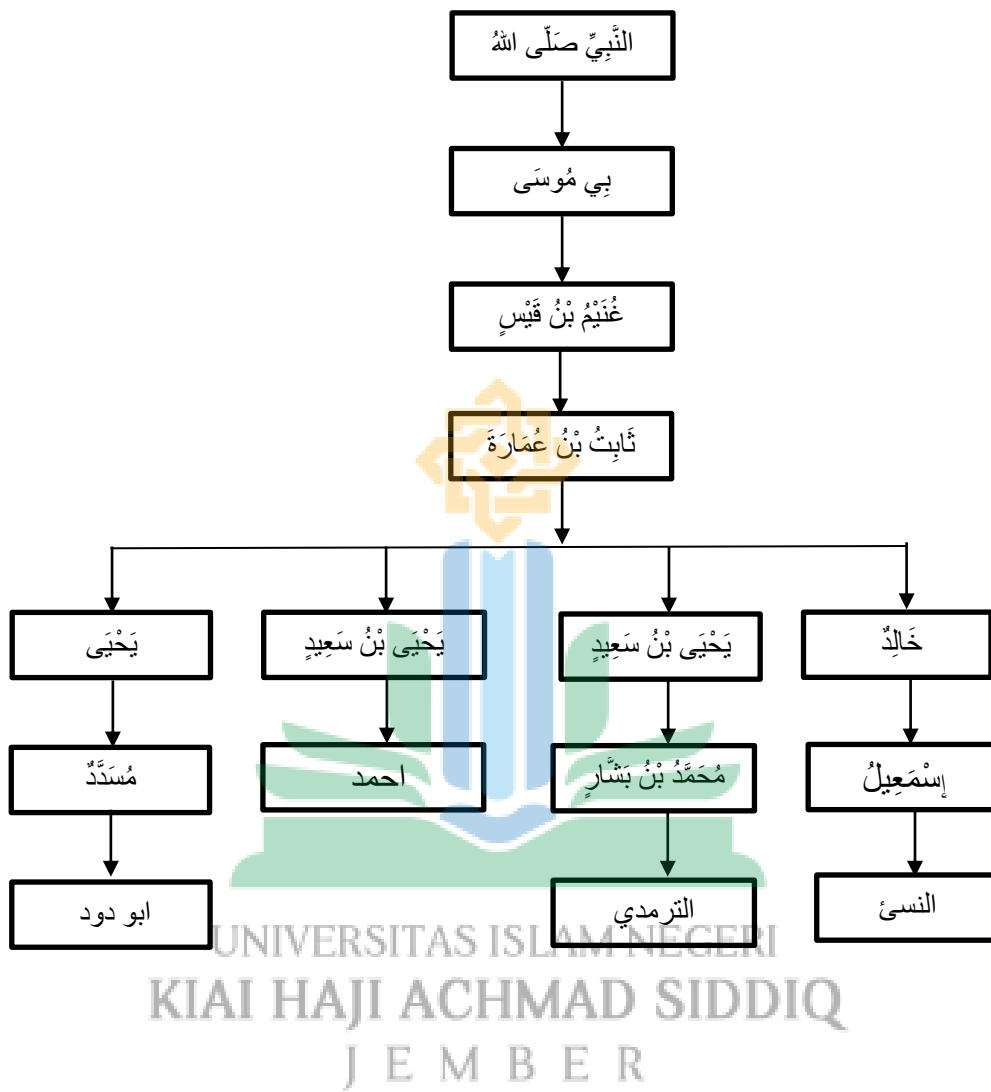 النَّبِيِّ صَلَّى اللهُ
بِي مُوسَى
غُنَيْمُ بْنُ قَيْسٍ
ثَابِتُ بْنُ عُمَارَةَ
خَالِدٌ
يَحْيَى بْنُ سَعِيدٍ
يَحْيَى بْنُ سَعِيدٍ
يَحْيَى
إِسْمَعِيلُ
مُحَمَّدُ بْنُ بَشَّارٍ
احمد
مُسَدَّدٌ
النسئ
الترمدي
ابو دود
UNIVERSITAS ISLAM NEGERI
KIAI HAJI ACHMAD SIDDIQ
JEMBER